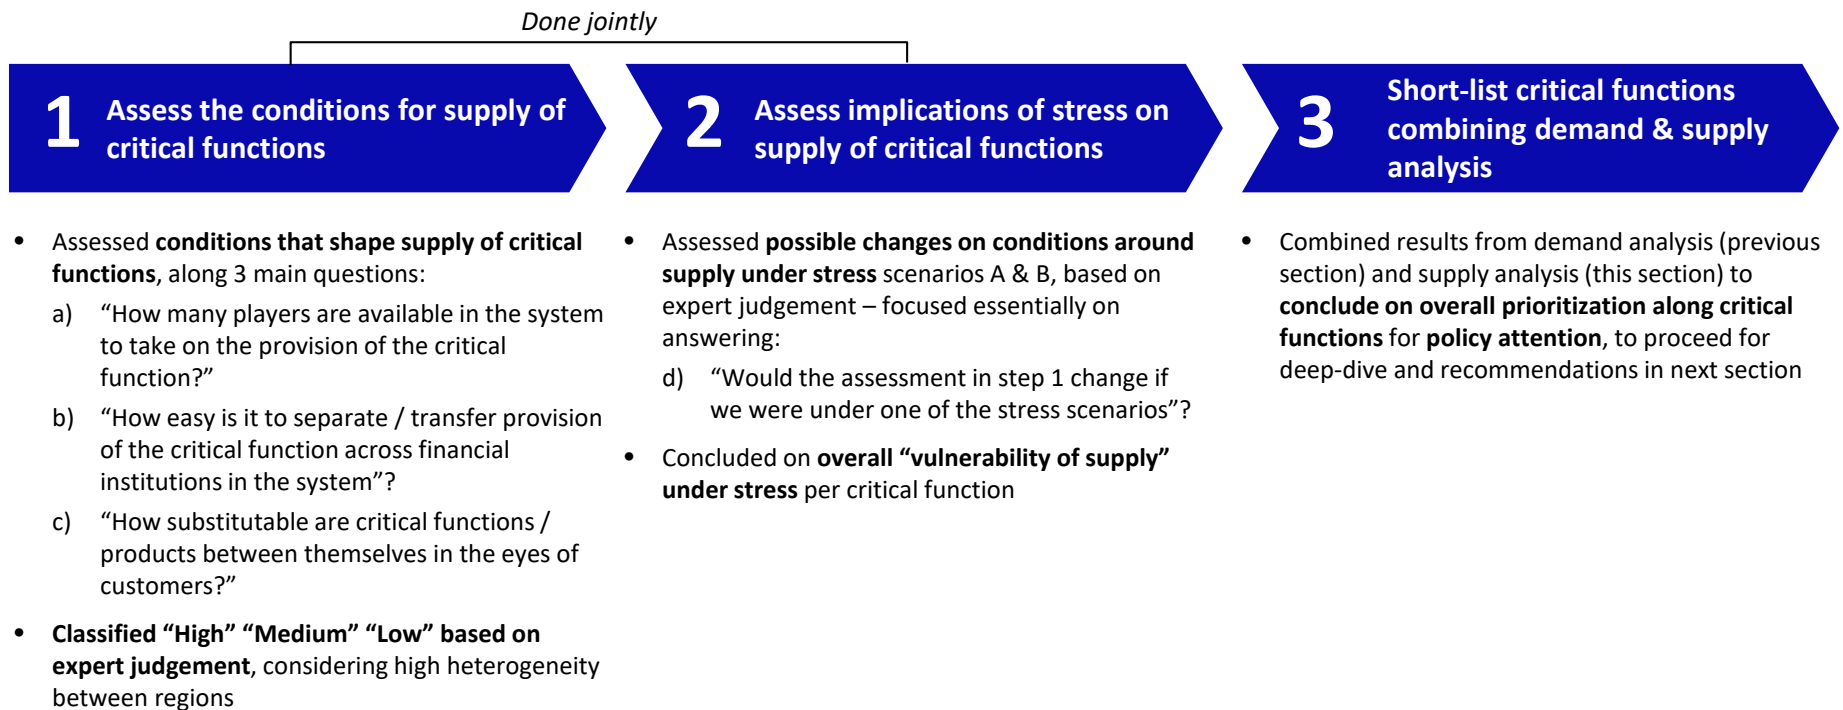 Done jointly
1
Assess the conditions for supply of
critical functions
2
Assess implications of stress on
supply of critical functions
3
Short-list critical functions
combining demand & supply
analysis
• Assessed conditions that shape supply of critical
functions, along 3 main questions:
a) “How many players are available in the system
to take on the provision of the critical
function?”
b) “How easy is it to separate / transfer provision
of the critical function across financial
institutions in the system”?
c) “How substitutable are critical functions /
products between themselves in the eyes of
customers?”
• Classified “High” “Medium” “Low” based on
expert judgement, considering high heterogeneity
between regions
• Assessed possible changes on conditions around
supply under stress scenarios A & B, based on
expert judgement – focused essentially on
answering:
d) “Would the assessment in step 1 change if
we were under one of the stress scenarios”?
• Concluded on overall “vulnerability of supply”
under stress per critical function
• Combined results from demand analysis (previous
section) and supply analysis (this section) to
conclude on overall prioritization along critical
functions for policy attention, to proceed for
deep-dive and recommendations in next section